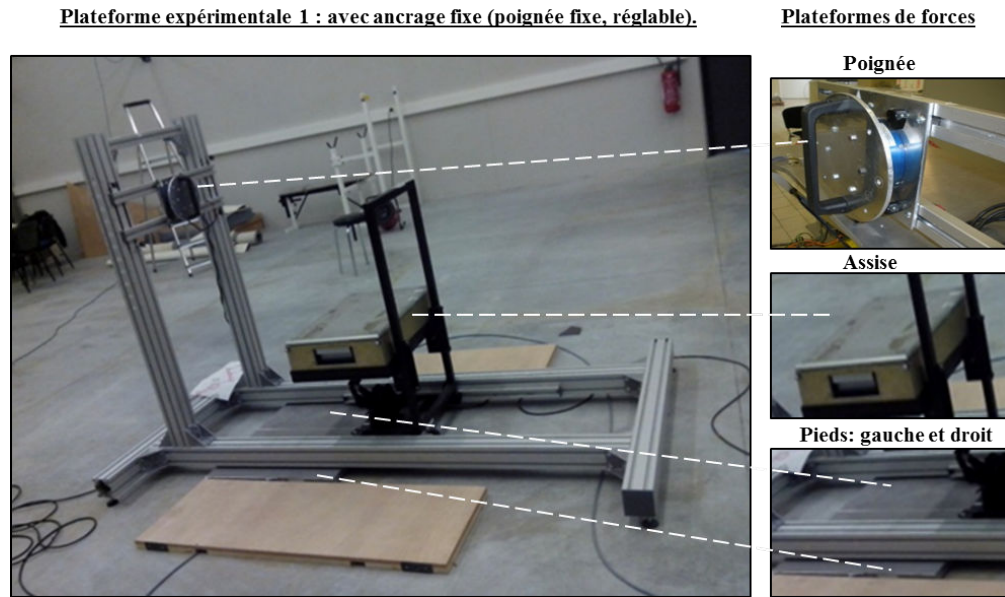 Plateforme expérimentale 1 : avec ancrage fixe (poignée fixe, réglable).
Plateformes de forces
Poignée
Assise
Pieds: gauche et droit